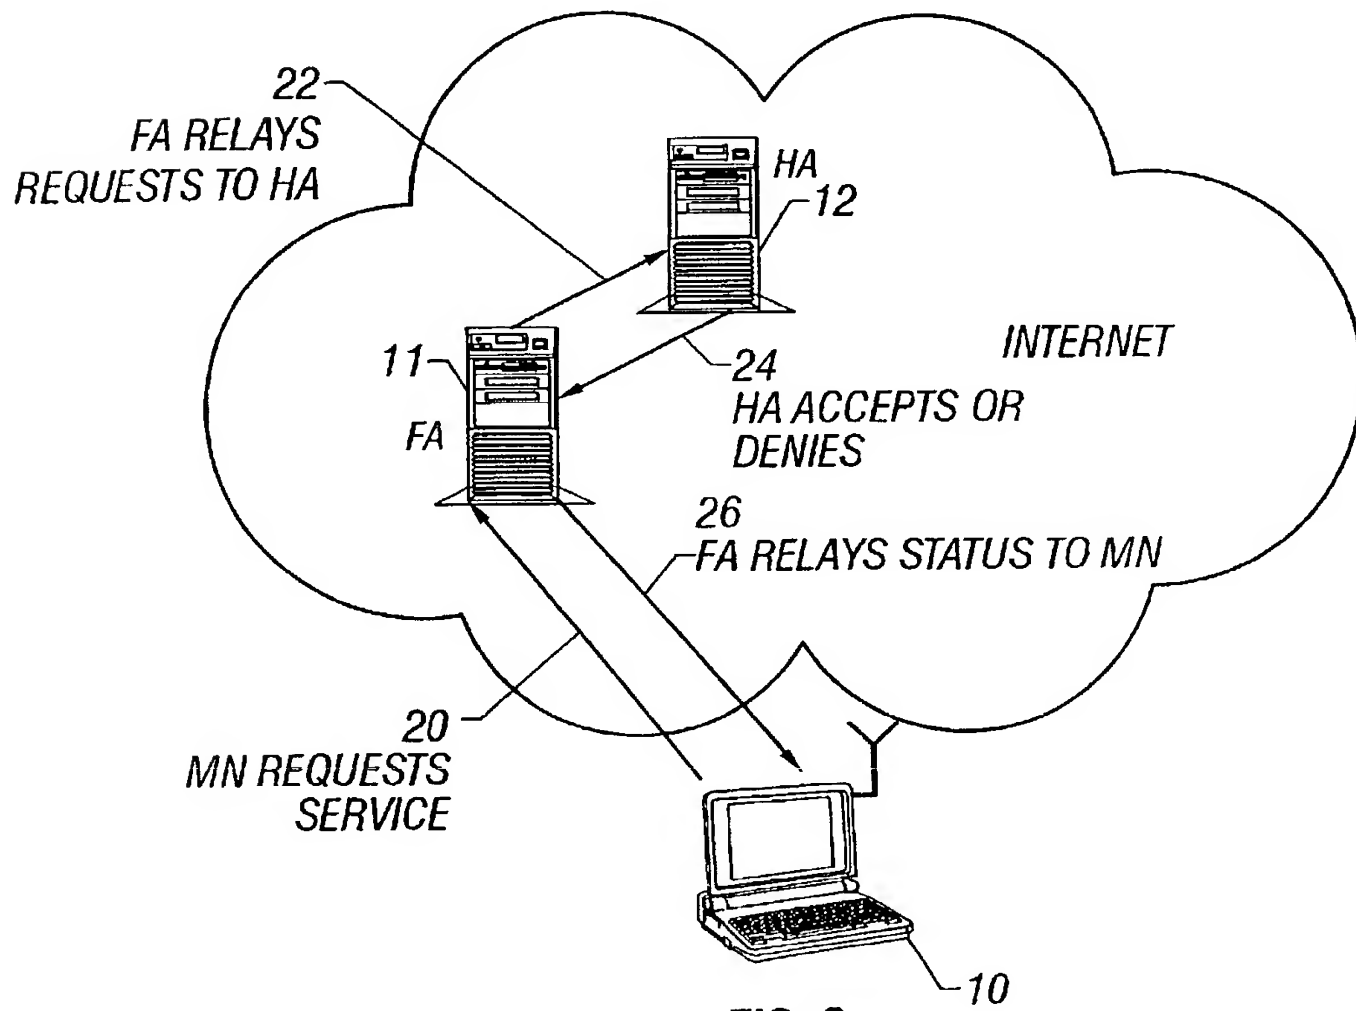 22
FA RELAYS
REQUESTS TO HA
HA
12
INTERNET
11
FA
24
HA ACCEPTS OR
DENIES
26
FA RELAYS STATUS TO MN
20
MN REQUESTS
SERVICE
10